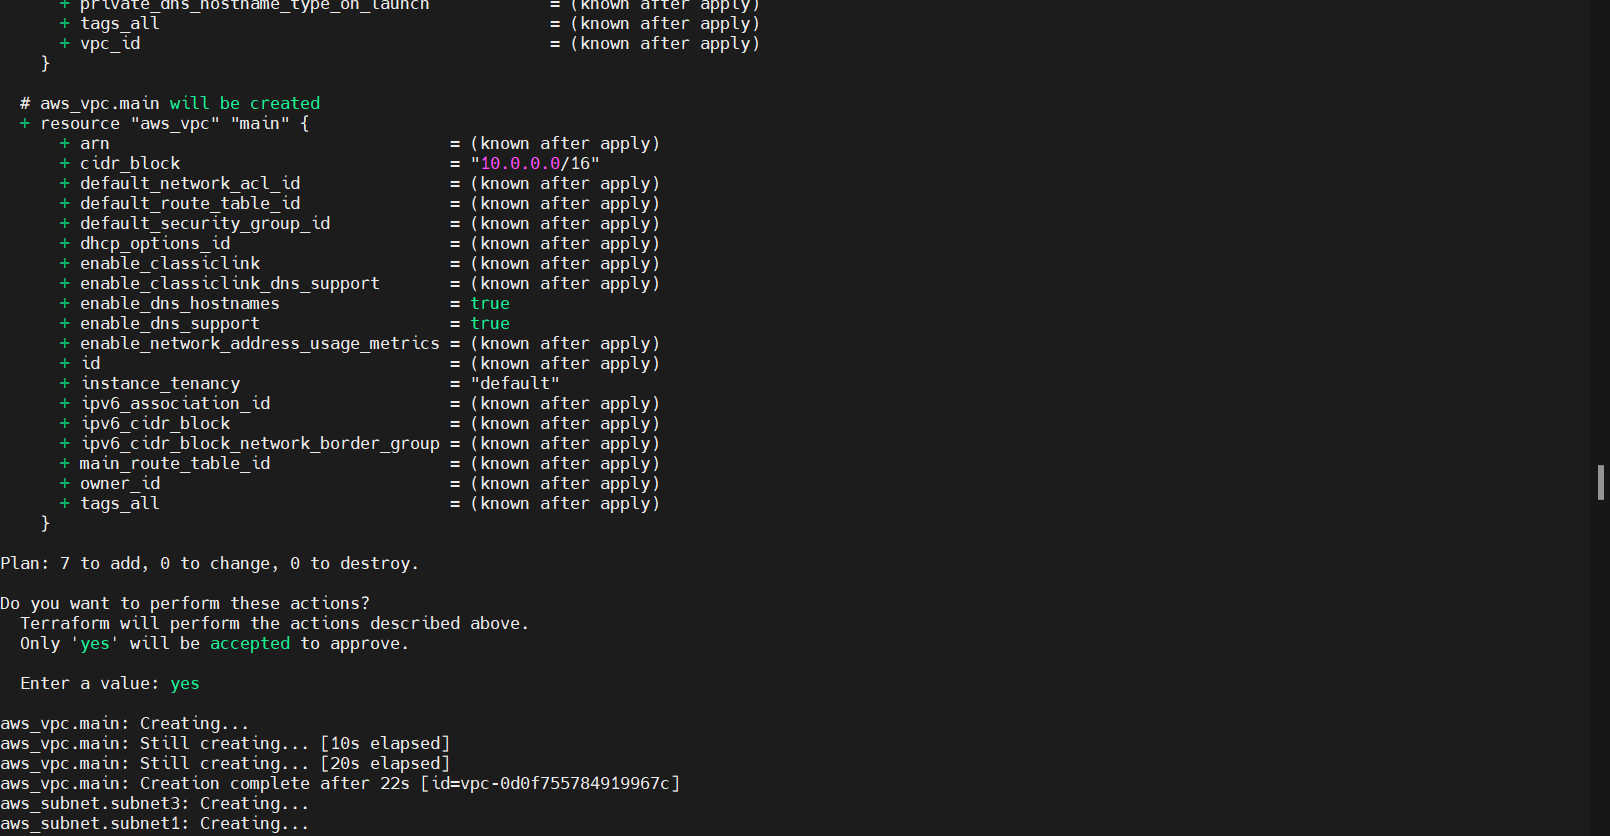 + private_dns_hostname_type_on_launch = (known after apply)
+ tags_all = (known after apply)
+ vpc_id = (known after apply)
}
# aws_vpc.main will be created
+ resource "aws_vpc" "main" {
+ arn = (known after apply)
+ cidr_block = "10.0.0.0/16"
+ default_network_acl_id = (known after apply)
+ default_route_table_id = (known after apply)
+ default_security_group_id = (known after apply)
+ dhcp_options_id = (known after apply)
+ enable_classiclink = (known after apply)
+ enable_classiclink_dns_support = (known after apply)
+ enable_dns_hostnames = true
+ enable_dns_support = true
+ enable_network_address_usage_metrics = (known after apply)
+ id = (known after apply)
+ instance_tenancy = "default"
+ ipv6_association_id = (known after apply)
+ ipv6_cidr_block = (known after apply)
+ ipv6_cidr_block_network_border_group = (known after apply)
+ main_route_table_id = (known after apply)
+ owner_id = (known after apply)
+ tags_all = (known after apply)
}
Plan: 7 to add, 0 to change, 0 to destroy.
Do you want to perform these actions?
Terraform will perform the actions described above.
Only 'yes' will be accepted to approve.
Enter a value: yes
aws_vpc.main: Creating...
aws_vpc.main: Still creating... [10s elapsed]
aws_vpc.main: Still creating... [20s elapsed]
aws_vpc.main: Creation complete after 22s [id=vpc-0d0f755784919967c]
aws_subnet.subnet3: Creating...
aws_subnet.subnet1: Creating...